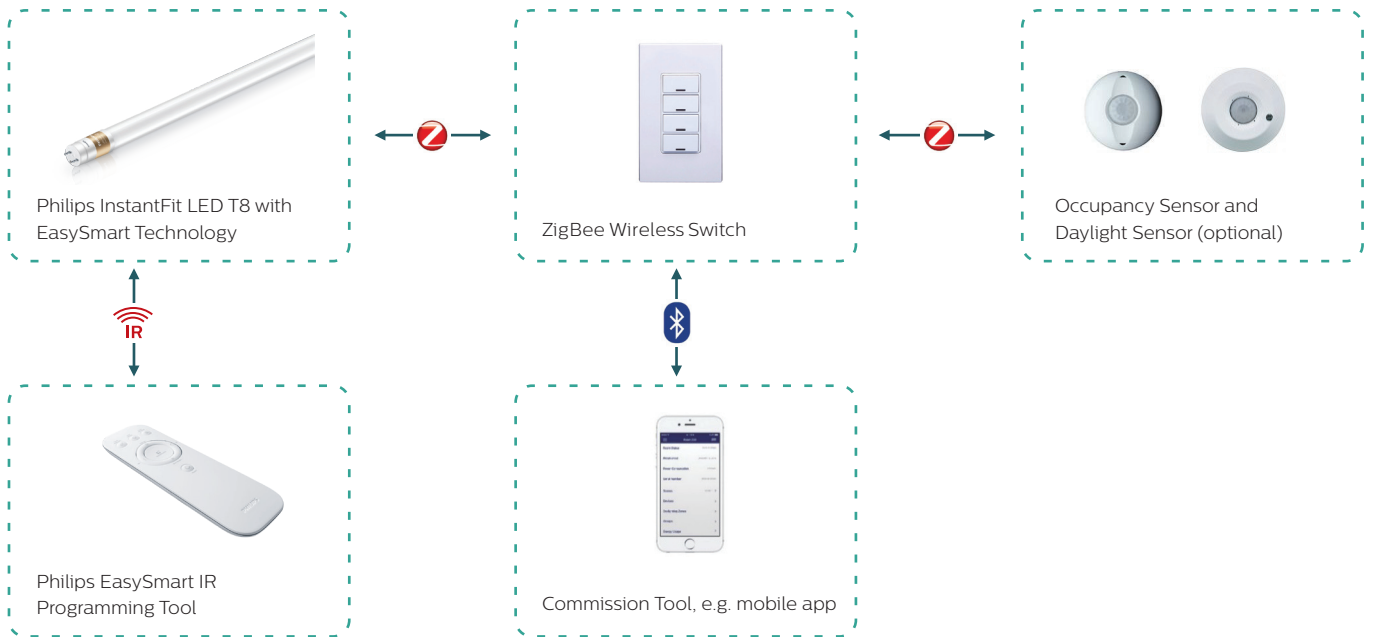 Philips InstantFit LED T8 with
EasySmart Technology
ZigBee Wireless Switch
Occupancy Sensor and
Daylight Sensor (optional)
IR
Philips EasySmart IR
Programming Tool
Commission Tool, e.g. mobile app